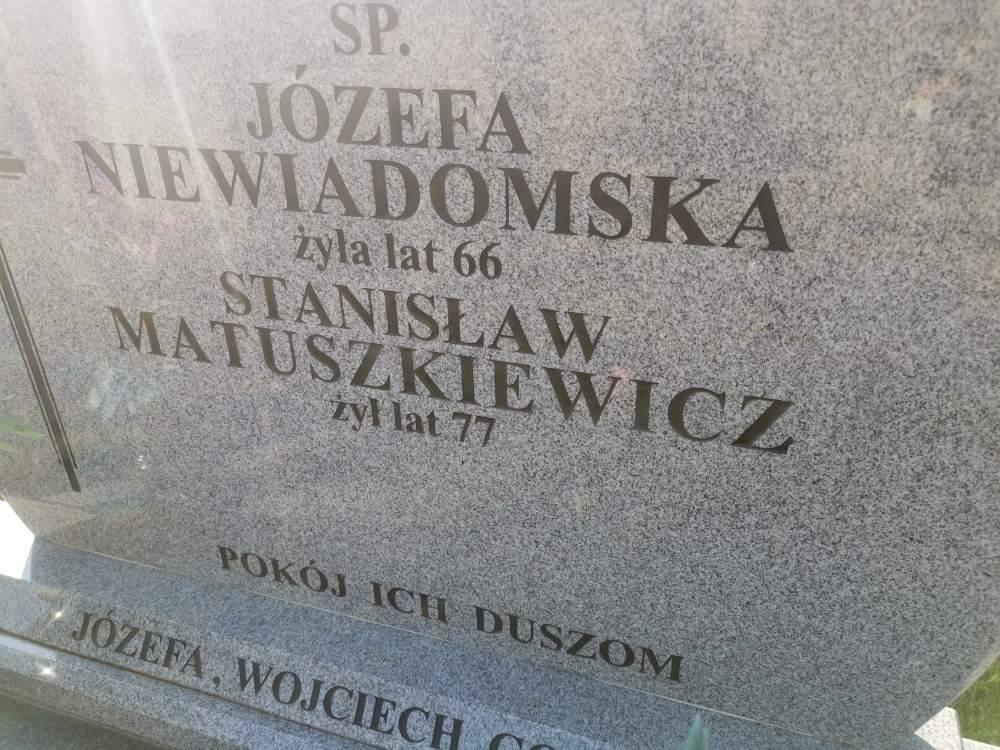 SP.
JÓZEFA
NIEWIADOMSKA
żyła lat 66
STANISŁAW
MATUSZKIEWICZ
żył lat 77
POKÓJ ICH DUSZOM
JÓZEFA, WOJCIECH